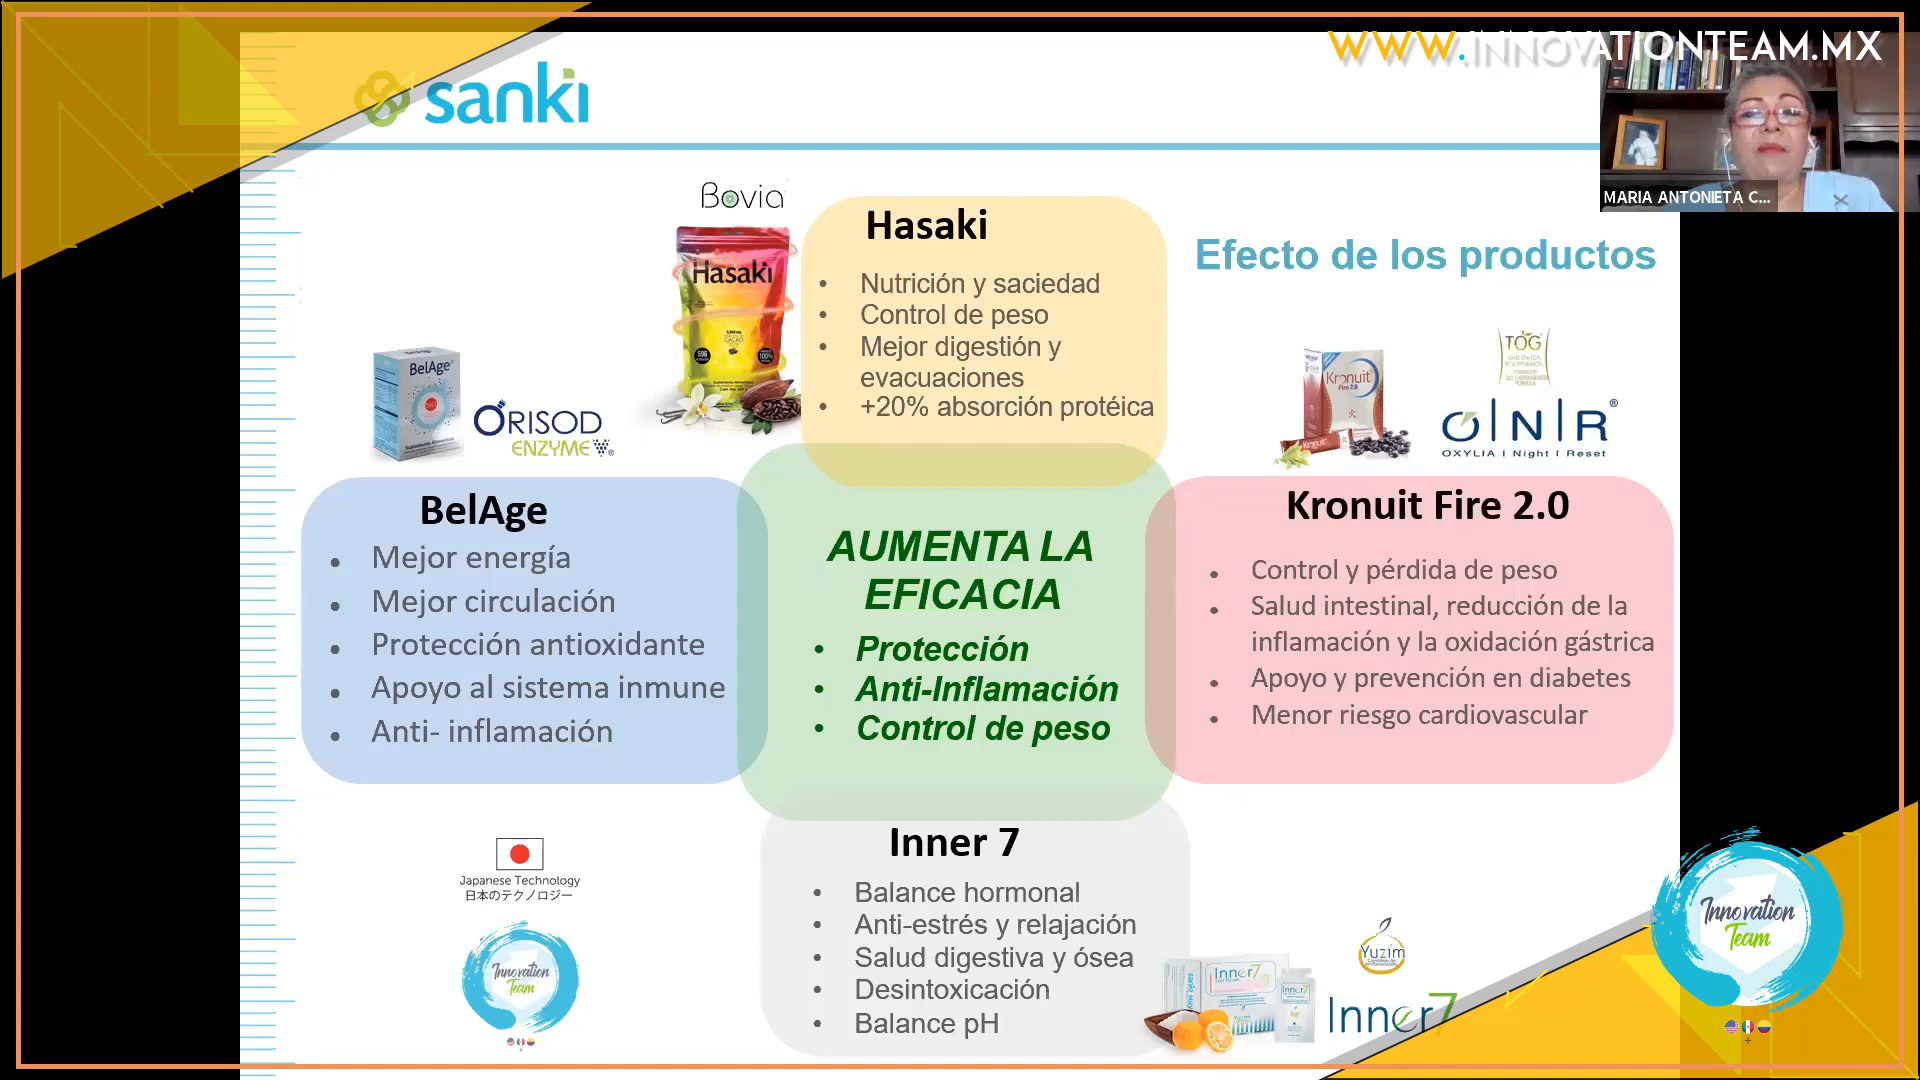 WWW.INNOVATIONTEAM.MX
sanki
MARIA ANTONIETA C...
Bovia
Hasaki
Efecto de los productos
Hasaki
• Nutrición y saciedad
• Control de peso
• Mejor digestión y
evacuaciones
• +20% absorción protéica
BelAge
ORISOD
ENZYME
Kronuit
Fire 2.0
TOG
O|N|R
OXYLIA | Night | Reset
BelAge
• Mejor energía
• Mejor circulación
• Protección antioxidante
• Apoyo al sistema inmune
• Anti- inflamación
AUMENTA LA
EFICACIA
• Protección
• Anti-Inflamación
• Control de peso
Kronuit Fire 2.0
• Control y pérdida de peso
• Salud intestinal, reducción de la
inflamación y la oxidación gástrica
• Apoyo y prevención en diabetes
• Menor riesgo cardiovascular
Japanese Technology
日本のテクノロジー
Innovation
Team
Inner 7
• Balance hormonal
• Anti-estrés y relajación
• Salud digestiva y ósea
• Desintoxicación
• Balance pH
Yuzim
Inner7
Inner7
Innovation
Team